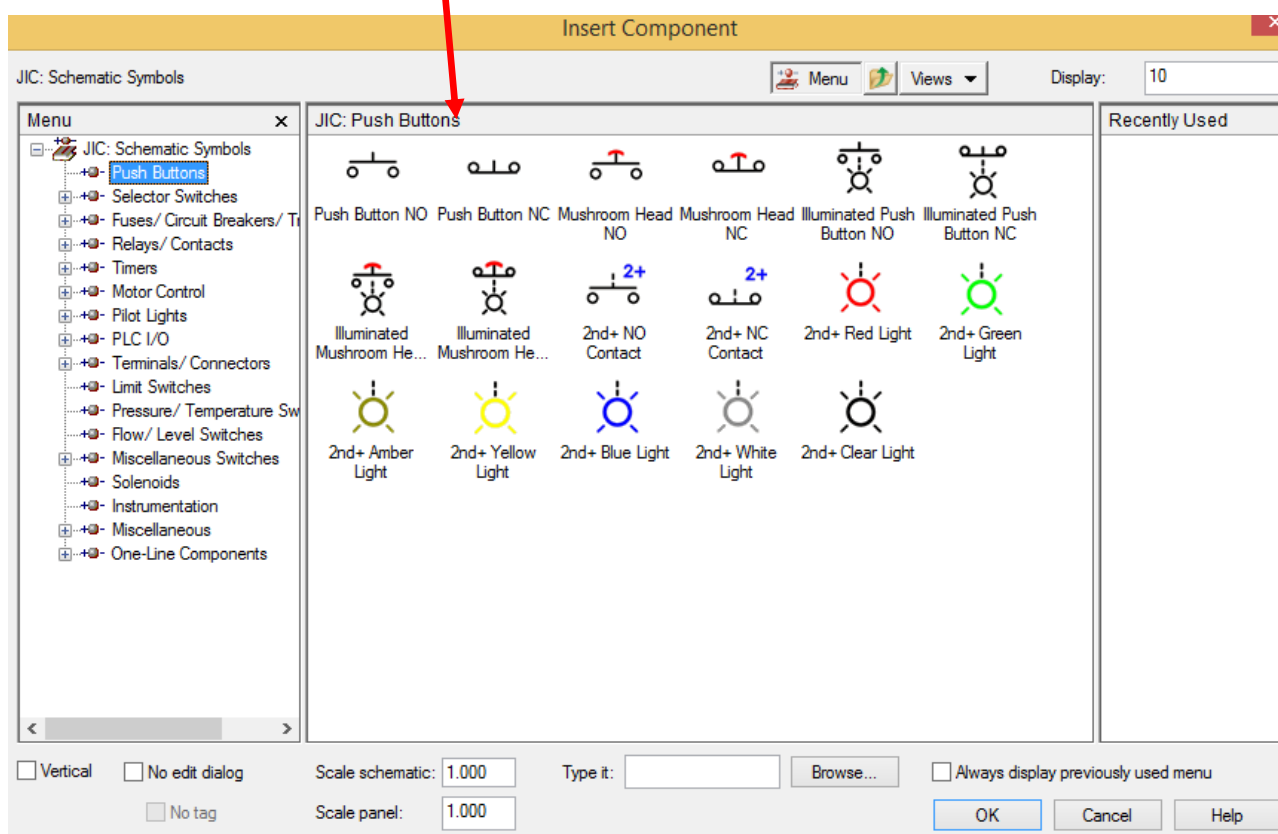 Insert Component
JIC: Schematic Symbols
Menu
Views
Display:
10
Menu
JIC: Schematic Symbols
Push Buttons
Selector Switches
Fuses/ Circuit Breakers/ Tr
Relays/ Contacts
Timers
Motor Control
Pilot Lights
PLC I/O
Terminals/ Connectors
Limit Switches
Pressure/ Temperature Sw
Flow/ Level Switches
Miscellaneous Switches
Solenoids
Instrumentation
Miscellaneous
One-Line Components
JIC: Push Buttons
Push Button NO
Push Button NC
Mushroom Head
NO
Mushroom Head
NC
Illuminated Push
Button NO
Illuminated Push
Button NC
Illuminated
Mushroom He...
Illuminated
Mushroom He...
2+
2nd+ NO
Contact
2+
2nd+ NC
Contact
2nd+ Red Light
2nd+ Green
Light
2nd+ Amber
Light
2nd+ Yellow
Light
2nd+ Blue Light
2nd+ White
Light
2nd+ Clear Light
Recently Used
Vertical
No edit dialog
No tag
Scale schematic: 1.000
Scale panel: 1.000
Type it:
Browse...
Always display previously used menu
OK
Cancel
Help